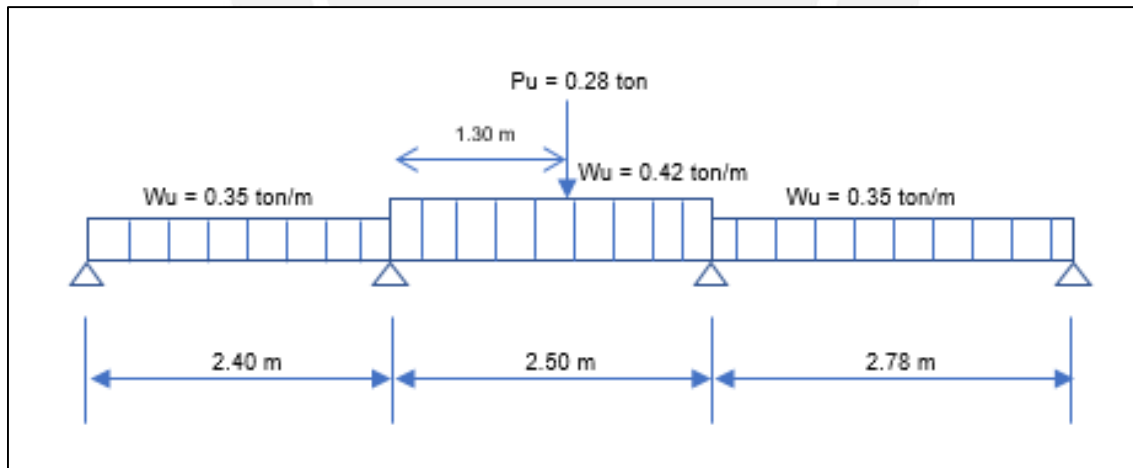 Pu = 0.28 ton
1.30 m
Wu = 0.42 ton/m
Wu = 0.35 ton/m
Wu = 0.35 ton/m
2.40 m
2.50 m
2.78 m